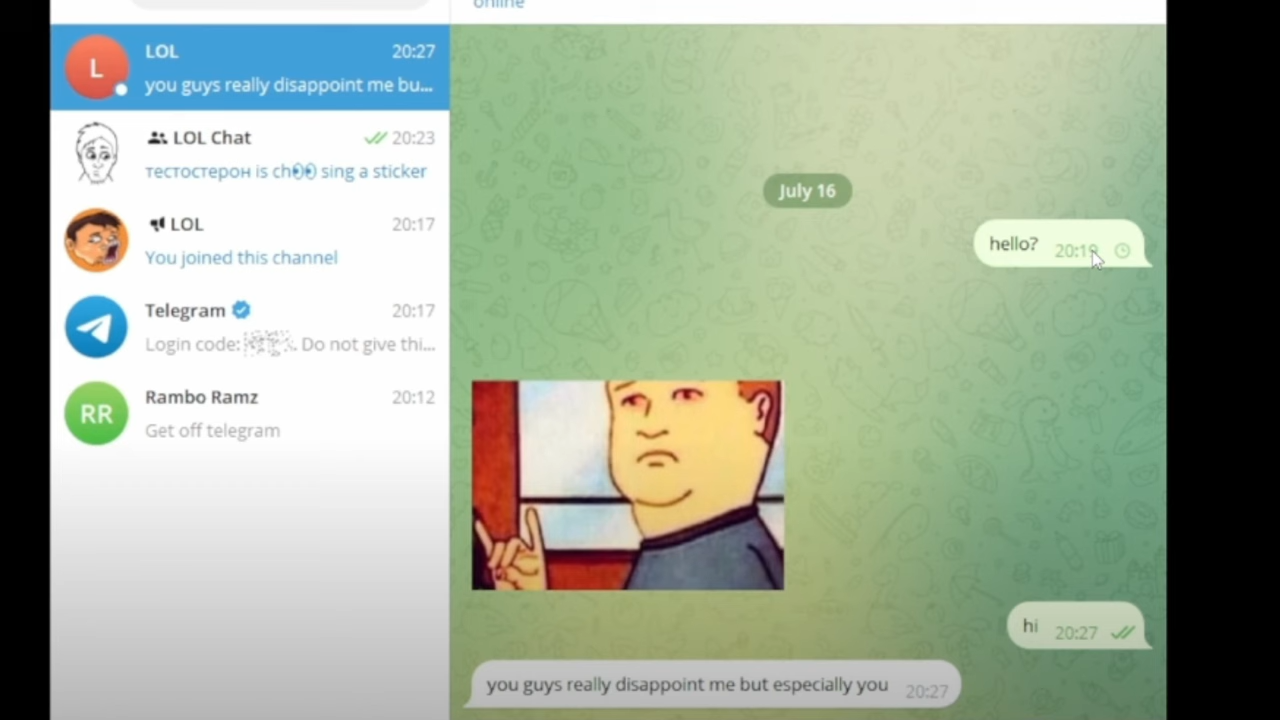 online
L
LOL
20:27
you guys really disappoint me bu...
LOL Chat
20:23
тестостерон is ch👀sing a sticker
LOL
20:17
You joined this channel
Telegram
20:17
Login code: . Do not give thi...
RR
Rambo Ramz
20:12
Get off telegram
July 16
hello? 20:19
hi 20:27
you guys really disappoint me but especially you 20:27